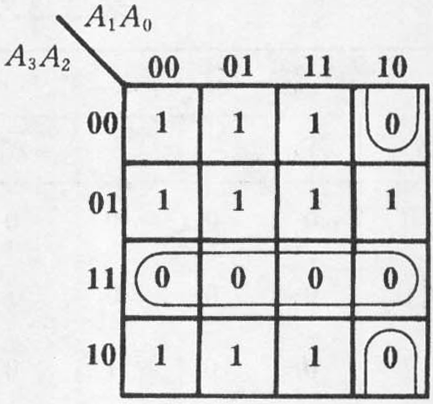 A₁A₀
A₃A₂
00 01 11 10
00 1 1 1 0
01 1 1 1 1
11 0 0 0 0
10 1 1 1 0